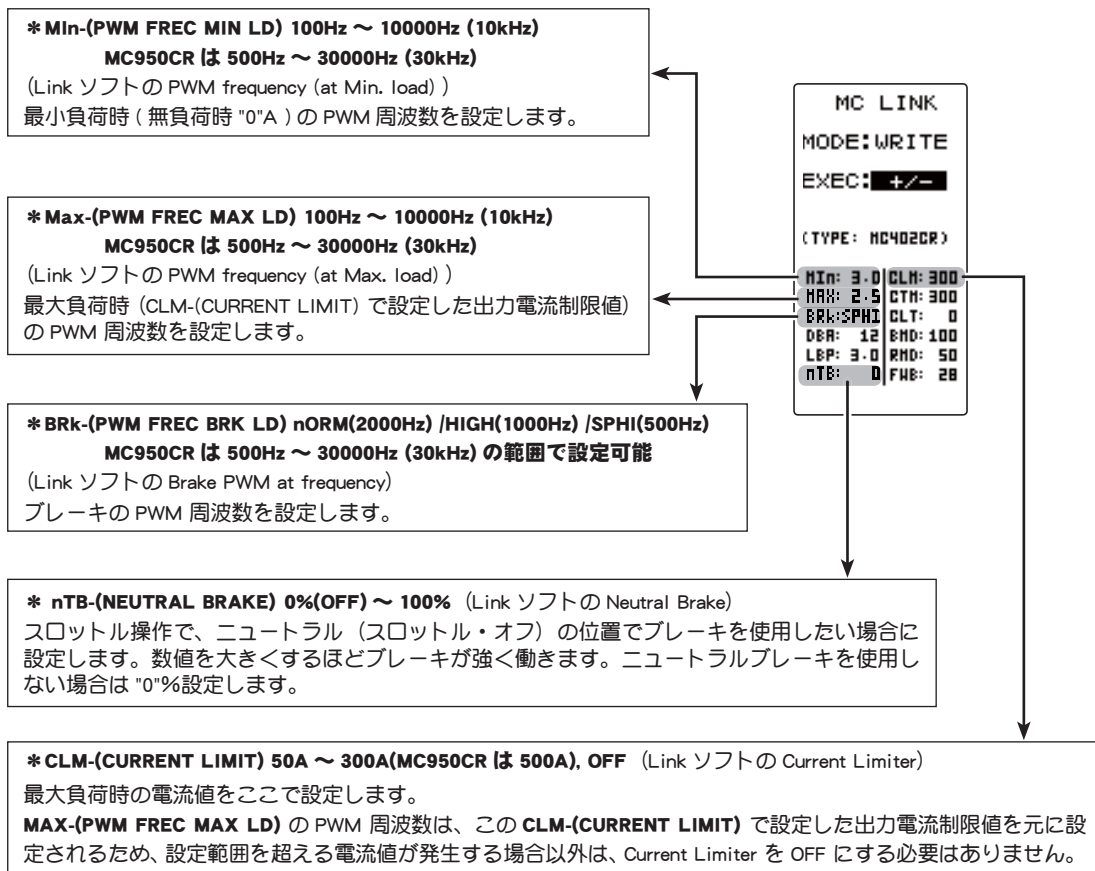 ＊MIn-(PWM FREC MIN LD) 100Hz ～ 10000Hz (10kHz)
MC950CR は 500Hz ～ 30000Hz (30kHz)
（Link ソフトの PWM frequency (at Min. load) ）
最小負荷時 ( 無負荷時 "0"A ) の PWM 周波数を設定します。
＊Max-(PWM FREC MAX LD) 100Hz ～ 10000Hz (10kHz)
MC950CR は 500Hz ～ 30000Hz (30kHz)
（Link ソフトの PWM frequency (at Max. load) ）
最大負荷時（CLM-(CURRENT LIMIT) で設定した出力電流制限値）
の PWM 周波数を設定します。
＊BRk-(PWM FREC BRK LD) nORM(2000Hz) /HIGH(1000Hz) /SPHI(500Hz)
MC950CR は 500Hz ～ 30000Hz (30kHz) の範囲で設定可能
（Link ソフトの Brake PWM at frequency）
ブレーキの PWM 周波数を設定します。
MC LINK
MODE:WRITE
EXEC: +/-
(TYPE: MC402CR)
MIn: 3.0 CLM: 300
MAX: 2.5 CTM: 300
BRk:SPHI CLT: 0
DBA: 12 BMD: 100
LBP: 3.0 RMD: 50
nTB: 0 FWB: 28
＊ nTB-(NEUTRAL BRAKE) 0%(OFF) ～ 100% （Link ソフトの Neutral Brake）
スロットル操作で、ニュートラル（スロットル・オフ）の位置でブレーキを使用したい場合に
設定します。数値を大きくするほどブレーキが強く働きます。ニュートラルブレーキを使用し
ない場合は "0"%設定します。
＊CLM-(CURRENT LIMIT) 50A ～ 300A(MC950CR は 500A), OFF （Link ソフトの Current Limiter）
最大負荷時の電流値をここで設定します。
MAX-(PWM FREC MAX LD) の PWM 周波数は、この CLM-(CURRENT LIMIT) で設定した出力電流制限値を元に設
定されるため、設定範囲を超える電流値が発生する場合以外は、Current Limiter を OFF にする必要はありません。